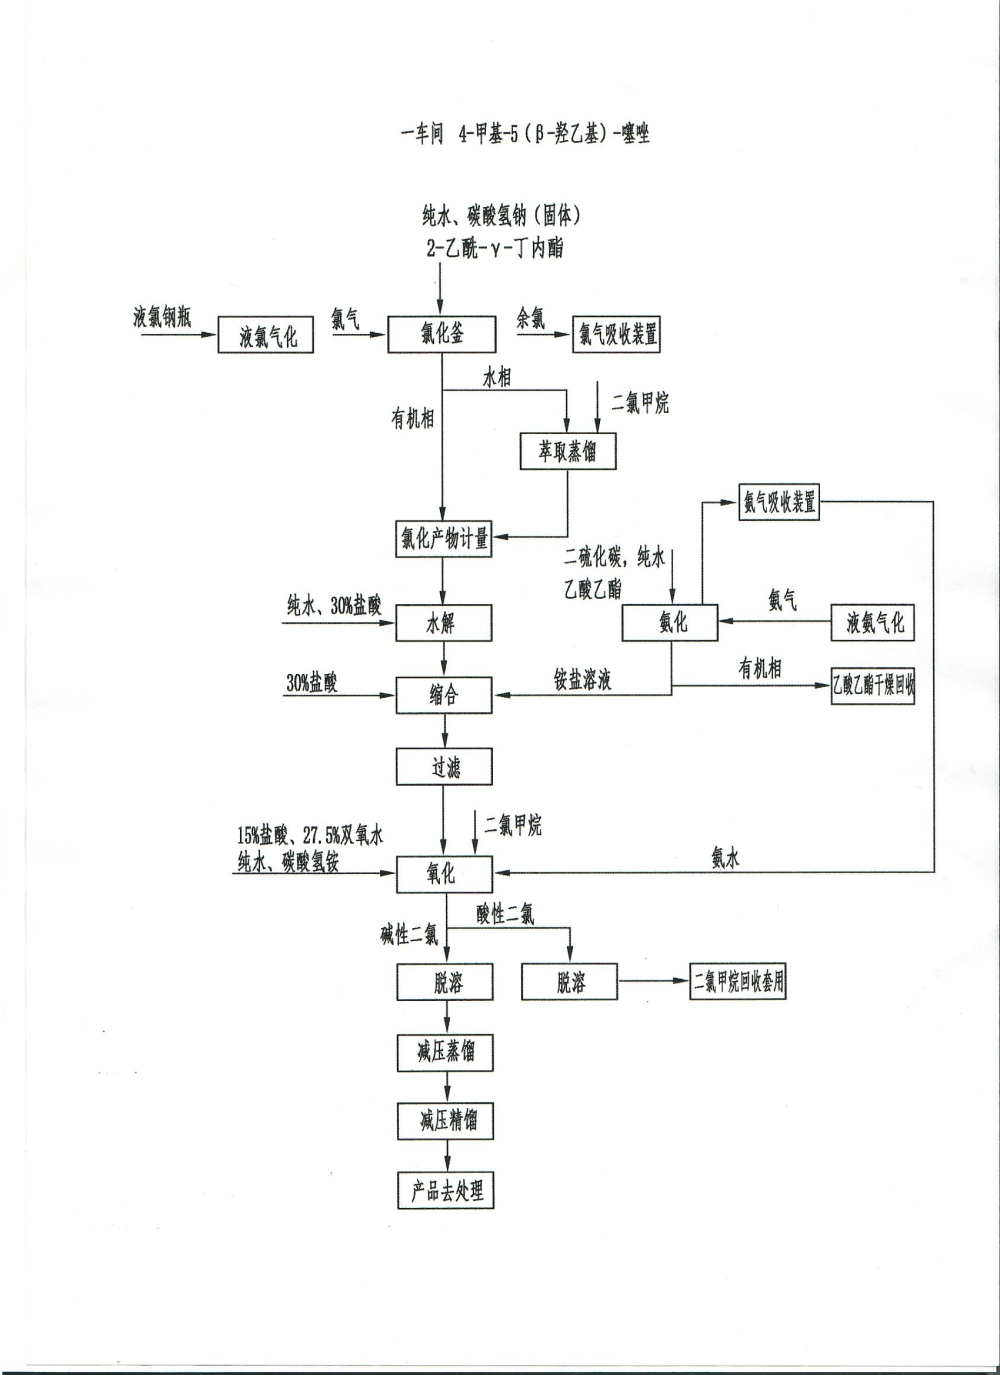 一车间 4-甲基-5(β-羟乙基)-噻唑
纯水、碳酸氢钠(固体)
2-乙酰-γ-丁内酯
液氯钢瓶
液氯气化
氯气
氯化釜
余氯
氯气吸收装置
水相
有机相
二氯甲烷
萃取蒸馏
氨气吸收装置
氯化产物计量
二硫化碳，纯水
乙酸乙酯
纯水、30%盐酸
水解
氨化
氨气
液氨气化
30%盐酸
缩合
铵盐溶液
有机相
乙酸乙酯干燥回收
过滤
15%盐酸、27.5%双氧水
纯水、碳酸氢铵
二氯甲烷
氧化
氨水
碱性二氯
酸性二氯
脱溶
脱溶
二氯甲烷回收套用
减压蒸馏
减压精馏
产品去处理